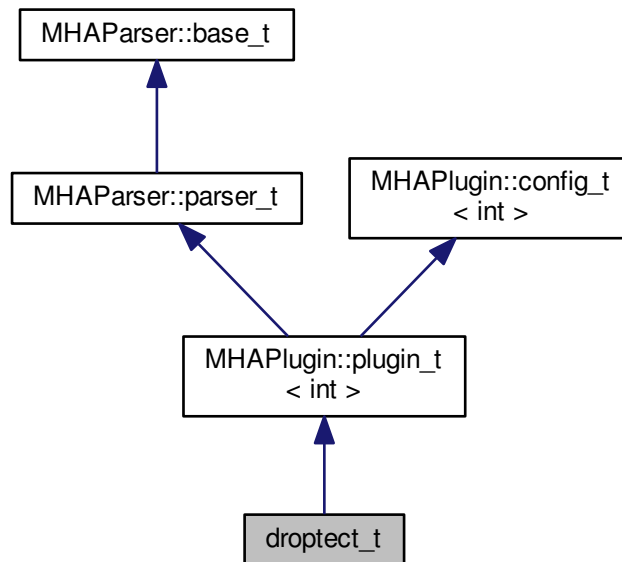 MHAParser::base_t
MHAParser::parser_t
MHAPlugin::config_t
< int >
MHAPlugin::plugin_t
< int >
droptect_t